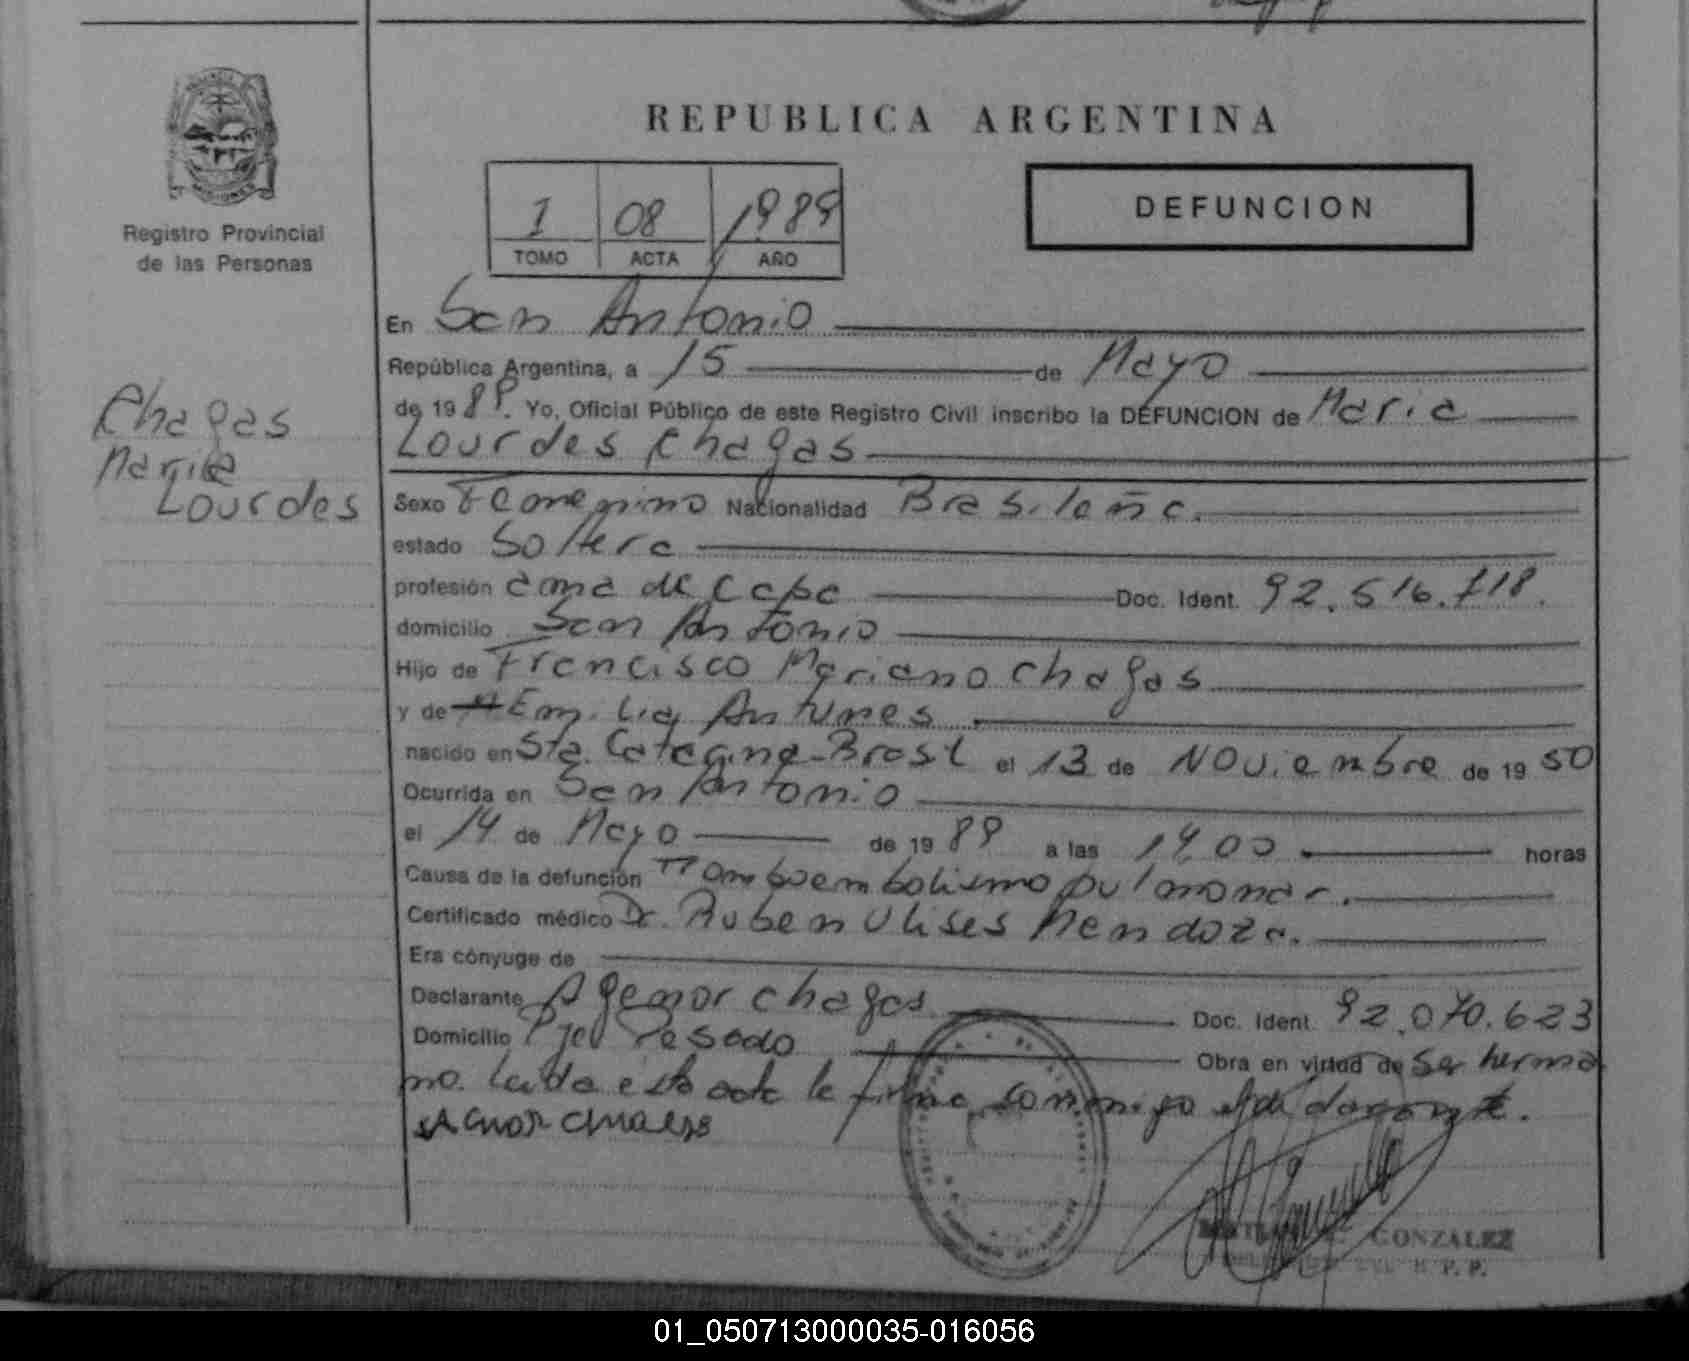 REPUBLICA ARGENTINA
MISIONES
Registro Provincial
de las Personas
1 08 1989
TOMO ACTA AÑO
DEFUNCION
Chagas
Maria
Lourdes
En San Antonio
República Argentina, a 15 de Mayo
de 1989. Yo, Oficial Público de este Registro Civil inscribo la DEFUNCION de Maria
Lourdes Chagas
Sexo Femenino Nacionalidad Brasileña.
estado Soltera
profesión ama de casa Doc. Ident. 92.516.718.
domicilio San Antonio
Hijo de Francisco Mariano Chagas
y de Emilia Antunes
nacido en Sta. Catarina-Brasil el 13 de Noviembre de 1950
Ocurrida en San Antonio
el 14 de Mayo de 1989 a las 14,00 horas
Causa de la defunción Tromboembolismo pulmonar.
Certificado médico Dr. Ruben Ulises Mendoza.
Era cónyuge de
Declarante Agenor Chagas Doc. Ident. 92.070.623
Domicilio Pesado Obra en virtud de ser herma
no. Leida esta acta la firma conmigo el declarante.
GONZALEZ
R. P. P.
01_050713000035-016056